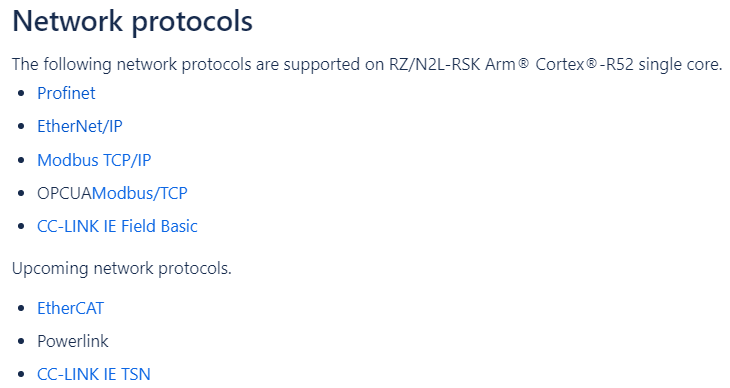 Network protocols
The following network protocols are supported on RZ/N2L-RSK Arm® Cortex®-R52 single core.
• Profinet
• EtherNet/IP
• Modbus TCP/IP
• OPCUAModbus/TCP
• CC-LINK IE Field Basic
Upcoming network protocols.
• EtherCAT
• Powerlink
• CC-LINK IE TSN